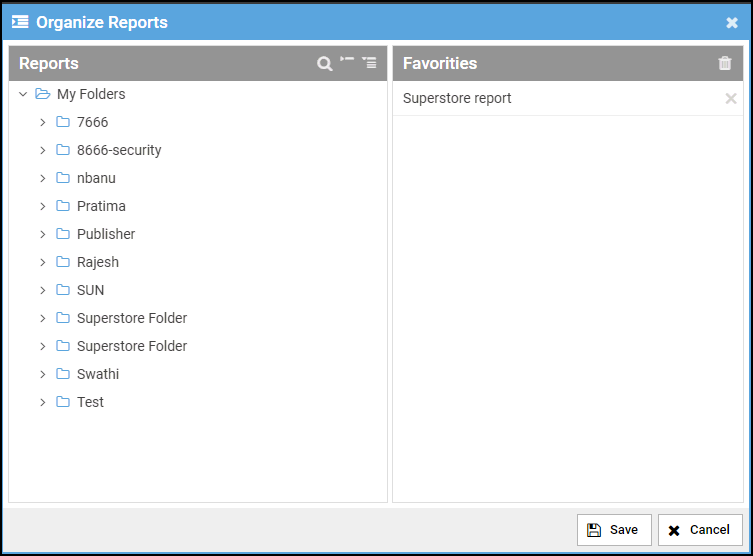 Organize Reports
Reports
Favorities
My Folders
Superstore report
7666
8666-security
nbanu
Pratima
Publisher
Rajesh
SUN
Superstore Folder
Superstore Folder
Swathi
Test
Save
Cancel